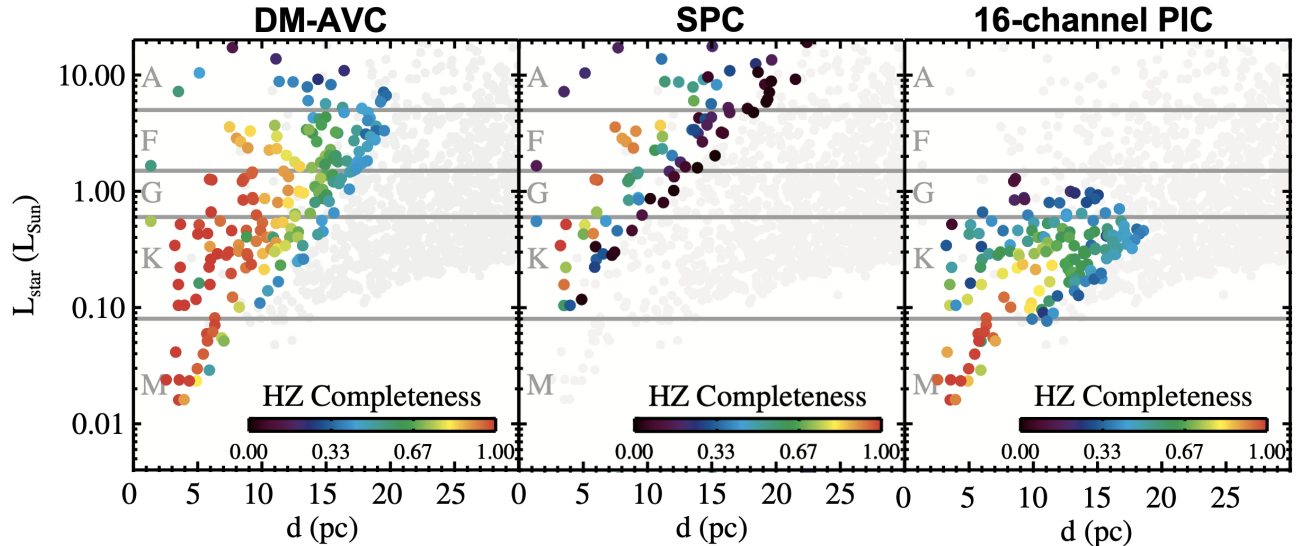 DM-AVC SPC 16-channel PIC
L_star (L_Sun)
10.00
1.00
0.10
0.01
A
F
G
K
M
HZ Completeness
0.00 0.33 0.67 1.00
A
F
G
K
M
HZ Completeness
0.00 0.33 0.67 1.00
A
F
G
K
M
HZ Completeness
0.00 0.33 0.67 1.00
0 5 10 15 20 25 0 5 10 15 20 25 0 5 10 15 20 25
d (pc) d (pc) d (pc)